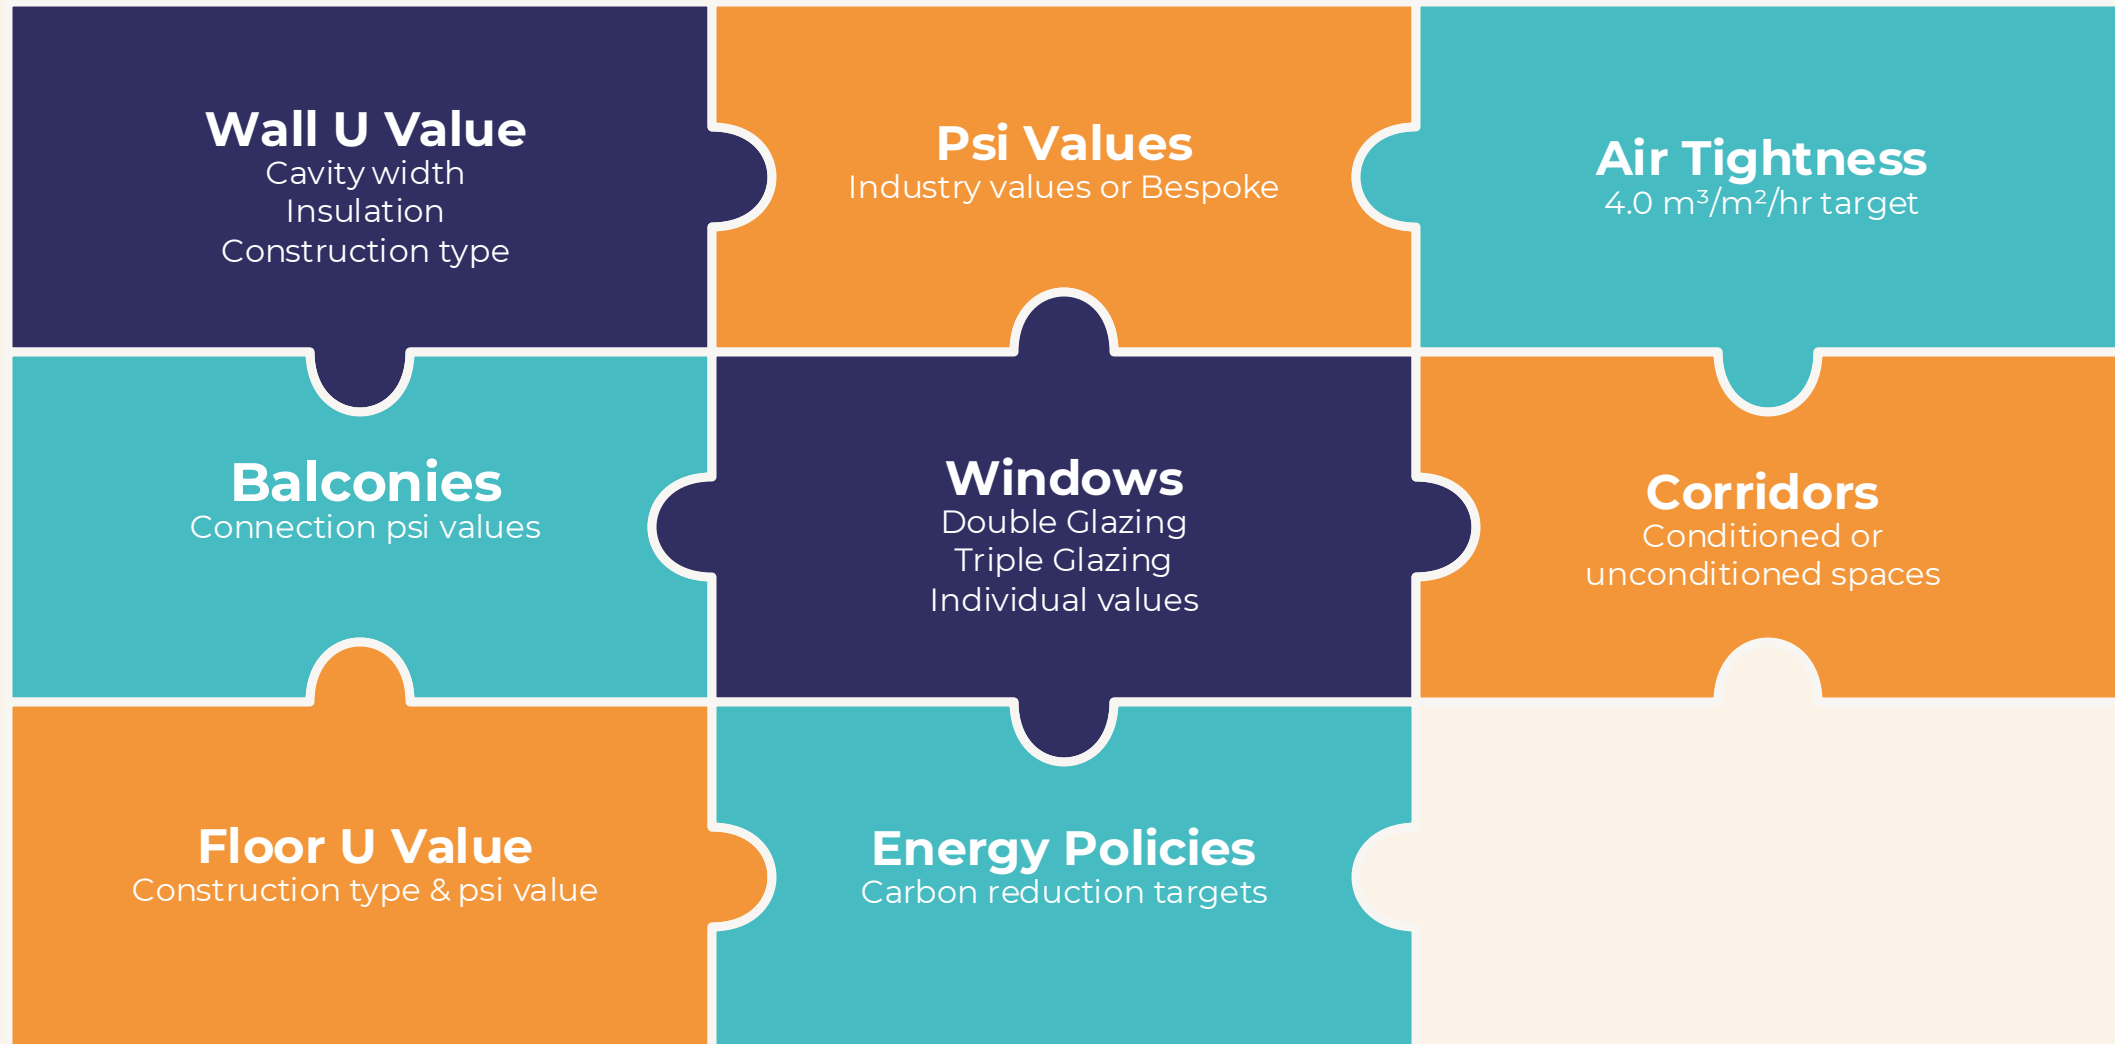 Wall U Value
Cavity width
Insulation
Construction type
Psi Values
Industry values or Bespoke
Air Tightness
4.0 m³/m²/hr target
Balconies
Connection psi values
Windows
Double Glazing
Triple Glazing
Individual values
Corridors
Conditioned or
unconditioned spaces
Floor U Value
Construction type & psi value
Energy Policies
Carbon reduction targets